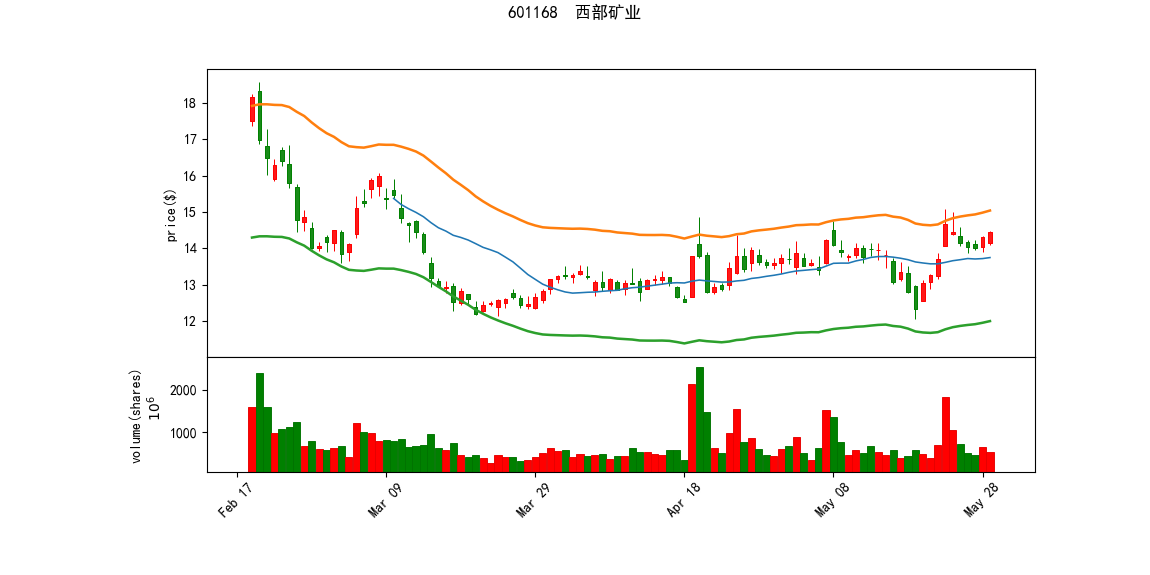 601168  西部矿业
price($)
18
17
16
15
14
13
12
volume(shares)
10^6
2000
1000
Feb 17
Mar 09
Mar 29
Apr 18
May 08
May 28